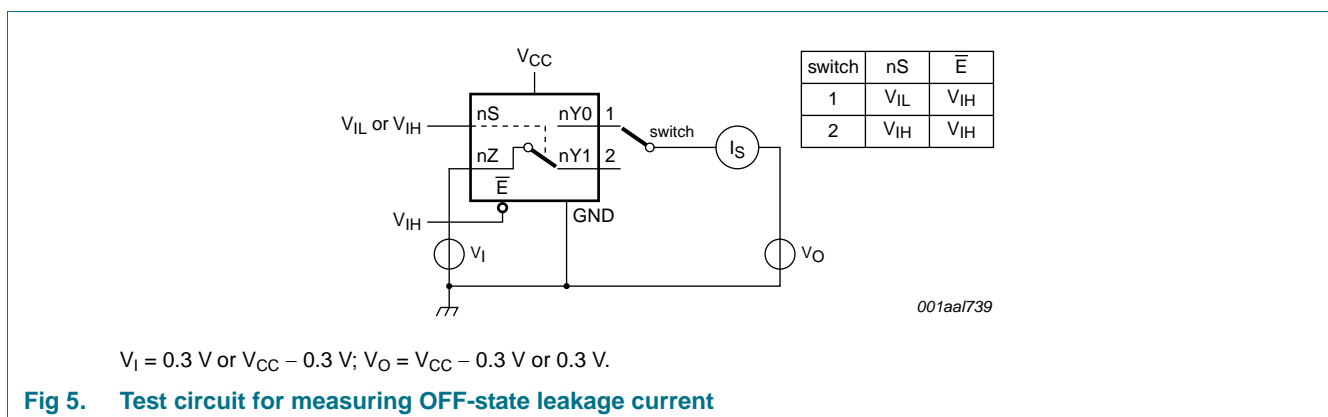 VCC
switch nS E̅
1 VIL VIH
2 VIH VIH
VIL or VIH
nS nY0 1
switch
IS
nZ nY1 2
E̅
VIH
GND
VI
VO
001aal739
VI = 0.3 V or VCC − 0.3 V; VO = VCC − 0.3 V or 0.3 V.
Fig 5. Test circuit for measuring OFF-state leakage current